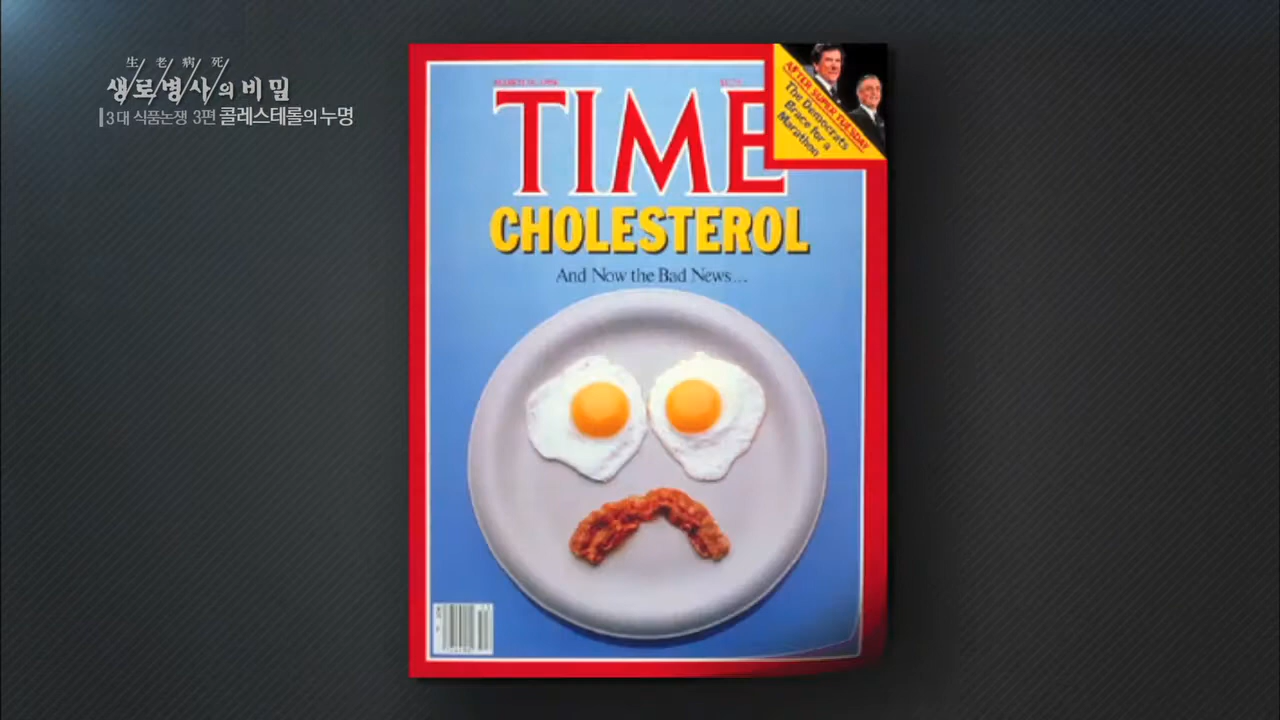 生老病死
생로병사의 비밀
3대 식품논쟁 3편 콜레스테롤의 누명
TIME
AFTER SUPER TUESDAY
The Democrats
Brace for a
Marathon
CHOLESTEROL
And Now the Bad News...